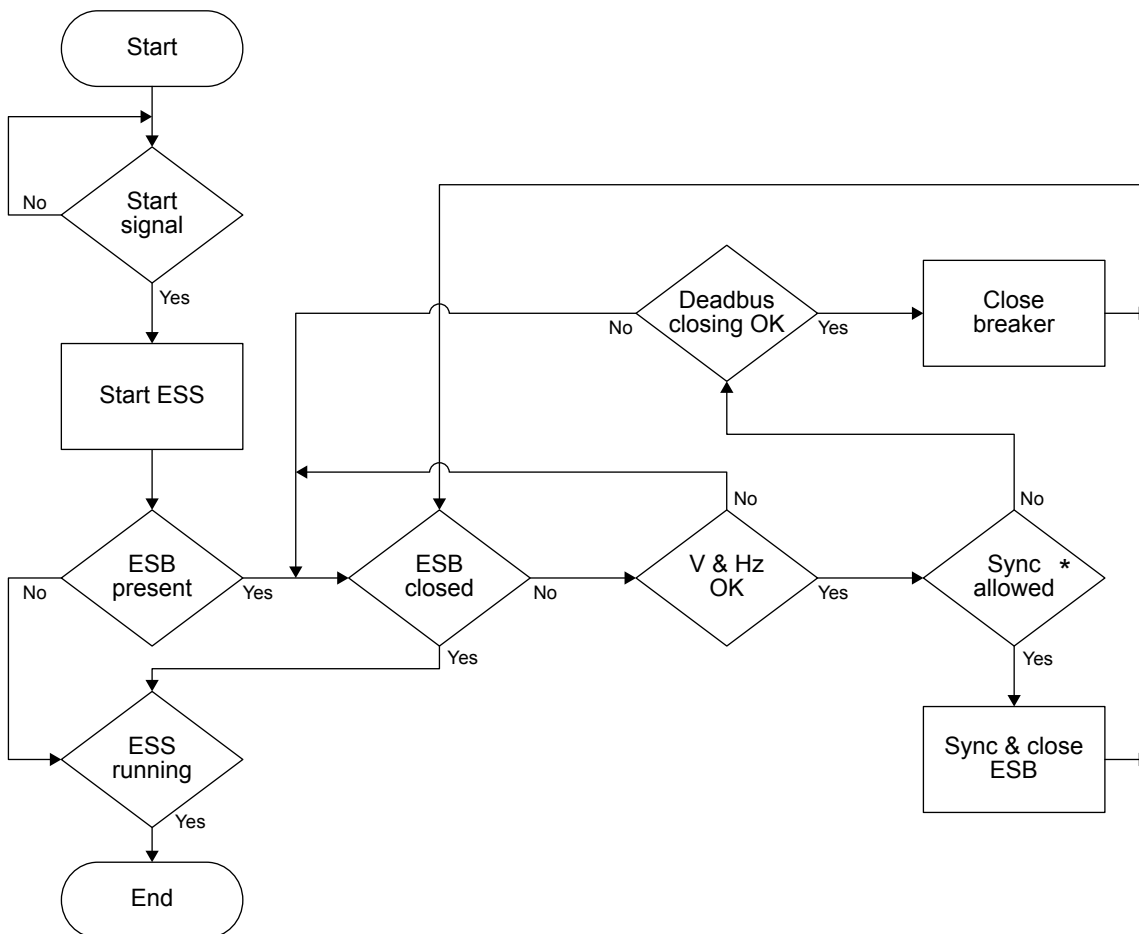 Start
Start
signal
No
Yes
Start ESS
Deadbus
closing OK
No
Yes
Close
breaker
ESB
present
No
Yes
ESB
closed
No
Yes
V & Hz
OK
No
Yes
Sync *
allowed
No
Yes
Sync & close
ESB
ESS
running
Yes
End